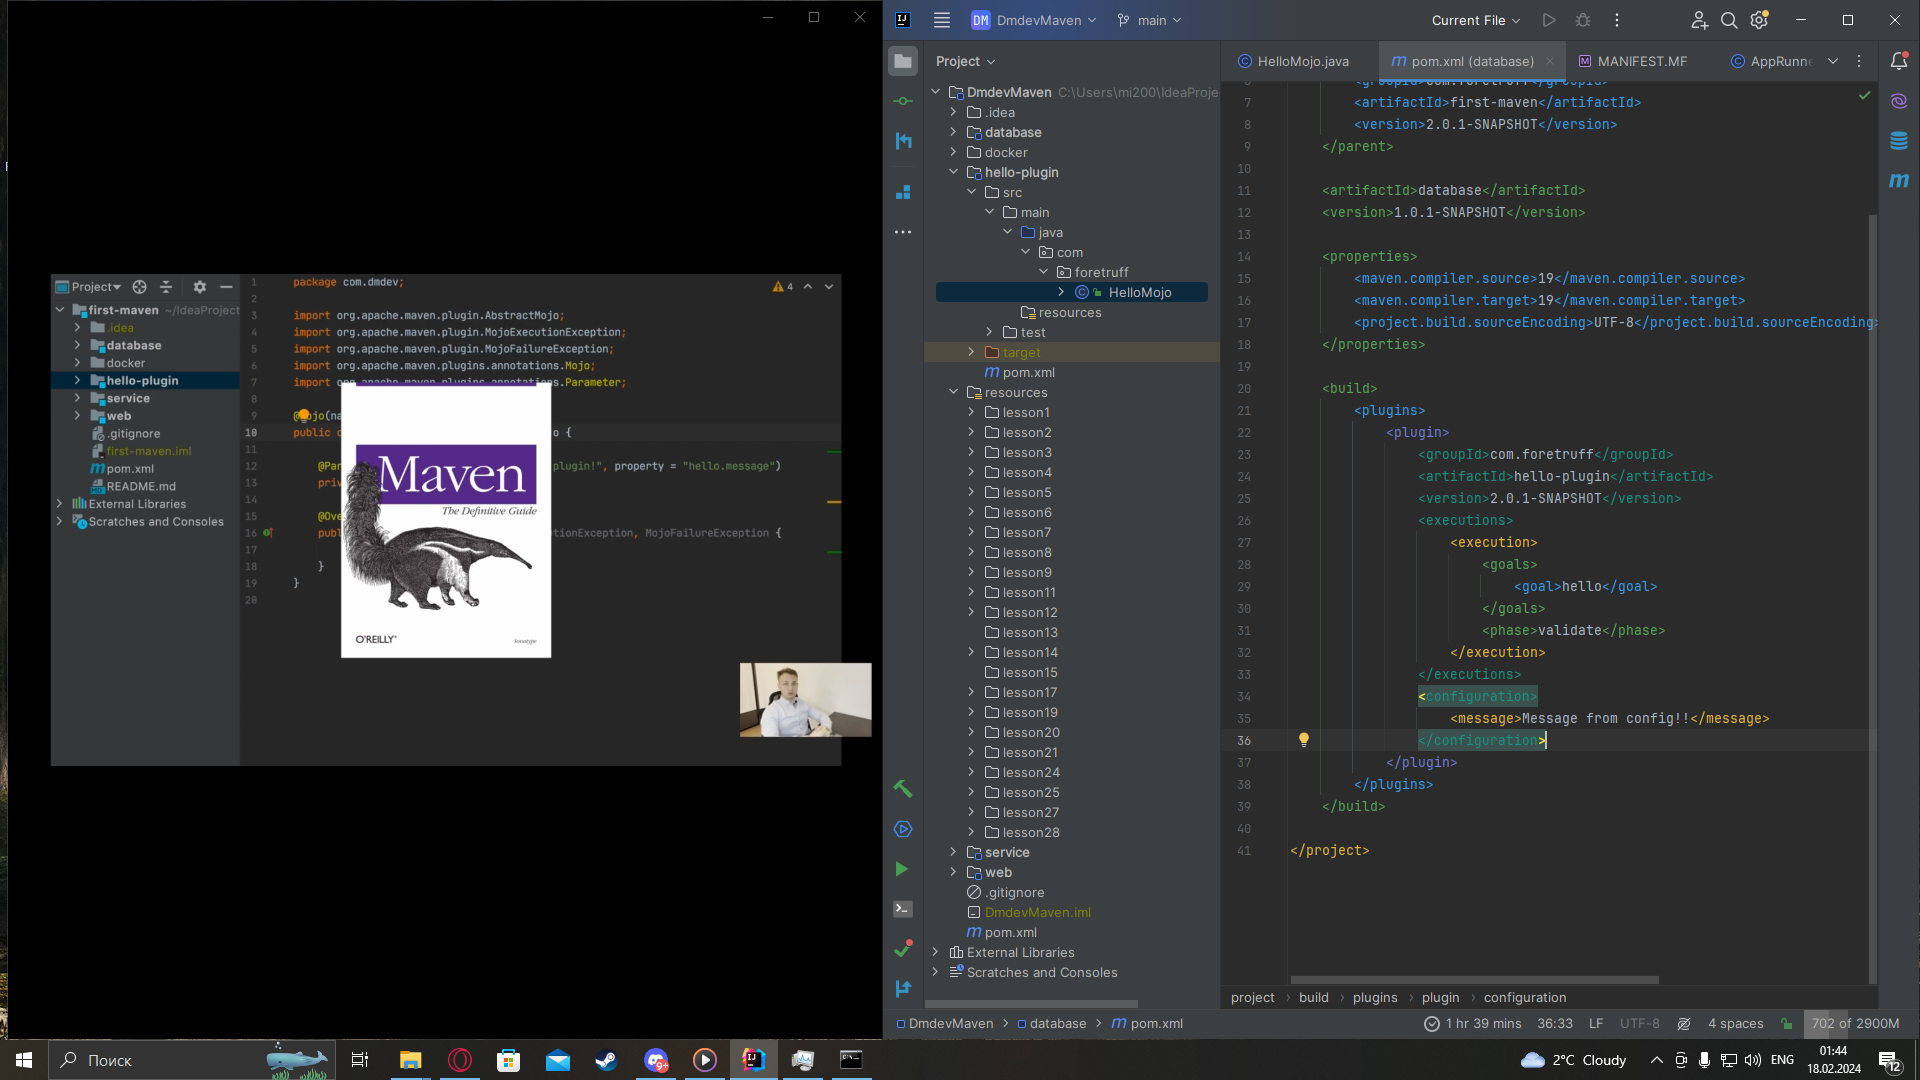 Project
first-maven ~/IdeaProject
.idea
database
docker
hello-plugin
service
web
.gitignore
first-maven.iml
pom.xml
README.md
External Libraries
Scratches and Consoles
1 package com.dmdev;
2
3 import org.apache.maven.plugin.AbstractMojo;
4 import org.apache.maven.plugin.MojoExecutionException;
5 import org.apache.maven.plugin.MojoFailureException;
6 import org.apache.maven.plugins.annotations.Mojo;
7 import org.apache.maven.plugins.annotations.Parameter;
8
9
10 public {
11
12 @Par plugin!", property = "hello.message")
13 priv
14
15 @Ove
16 publ tionException, MojoFailureException {
17
18 }
19 }
20
4
Maven
The Definitive Guide
O'REILLY
Sonatype
DM DmdevMaven main
Current File
Project
HelloMojo.java
pom.xml (database)
MANIFEST.MF
AppRunne
DmdevMaven C:\Users\mi200\IdeaProje
.idea
database
docker
hello-plugin
src
main
java
com
foretruff
HelloMojo
resources
test
target
pom.xml
resources
lesson1
lesson2
lesson3
lesson4
lesson5
lesson6
lesson7
lesson8
lesson9
lesson11
lesson12
lesson13
lesson14
lesson15
lesson17
lesson19
lesson20
lesson21
lesson24
lesson25
lesson27
lesson28
service
web
.gitignore
DmdevMaven.iml
pom.xml
External Libraries
Scratches and Consoles
7 <artifactId>first-maven</artifactId>
8 <version>2.0.1-SNAPSHOT</version>
9 </parent>
10
11 <artifactId>database</artifactId>
12 <version>1.0.1-SNAPSHOT</version>
13
14 <properties>
15 <maven.compiler.source>19</maven.compiler.source>
16 <maven.compiler.target>19</maven.compiler.target>
17 <project.build.sourceEncoding>UTF-8</project.build.sourceEncoding>
18 </properties>
19
20 <build>
21 <plugins>
22 <plugin>
23 <groupId>com.foretruff</groupId>
24 <artifactId>hello-plugin</artifactId>
25 <version>2.0.1-SNAPSHOT</version>
26 <executions>
27 <execution>
28 <goals>
29 <goal>hello</goal>
30 </goals>
31 <phase>validate</phase>
32 </execution>
33 </executions>
34 <configuration>
35 <message>Message from config!!</message>
36 </configuration>
37 </plugin>
38 </plugins>
39 </build>
40
41 </project>
project build plugins plugin configuration
DmdevMaven database pom.xml
1 hr 39 mins 36:33 LF UTF-8 4 spaces 702 of 2900M
Поиск
9+
2°C Cloudy
ENG
01:44
18.02.2024
12